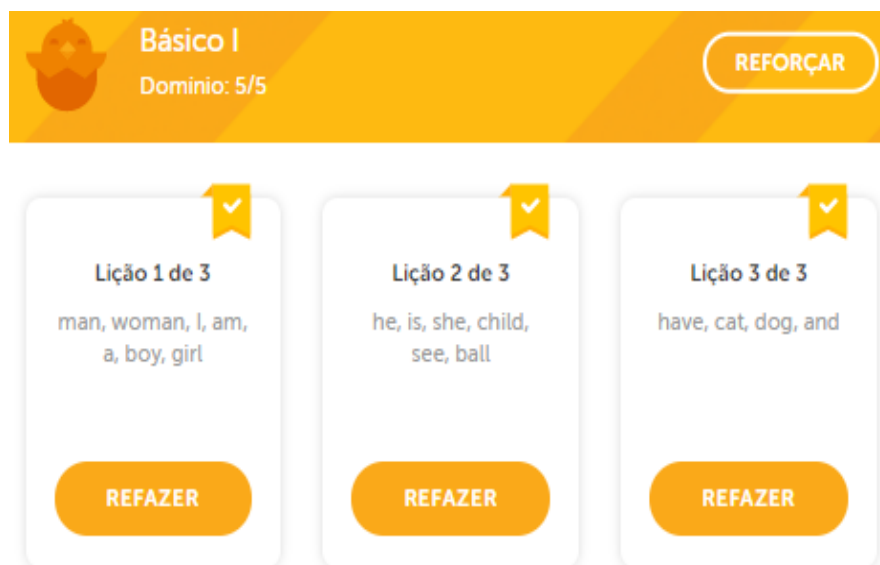 Básico I
Dominio: 5/5
REFORÇAR
Lição 1 de 3
man, woman, I, am,
a, boy, girl
REFAZER
Lição 2 de 3
he, is, she, child,
see, ball
REFAZER
Lição 3 de 3
have, cat, dog, and
REFAZER